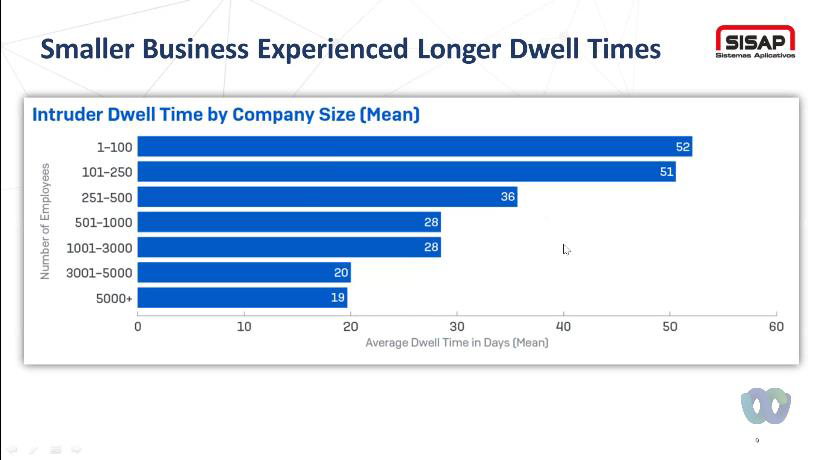 Smaller Business Experienced Longer Dwell Times
SISAP
Sistemas Aplicativos
Intruder Dwell Time by Company Size (Mean)
Number of Employees
1–100 52
101–250 51
251–500 36
501–1000 28
1001–3000 28
3001–5000 20
5000+ 19
0 10 20 30 40 50 60
Average Dwell Time in Days (Mean)